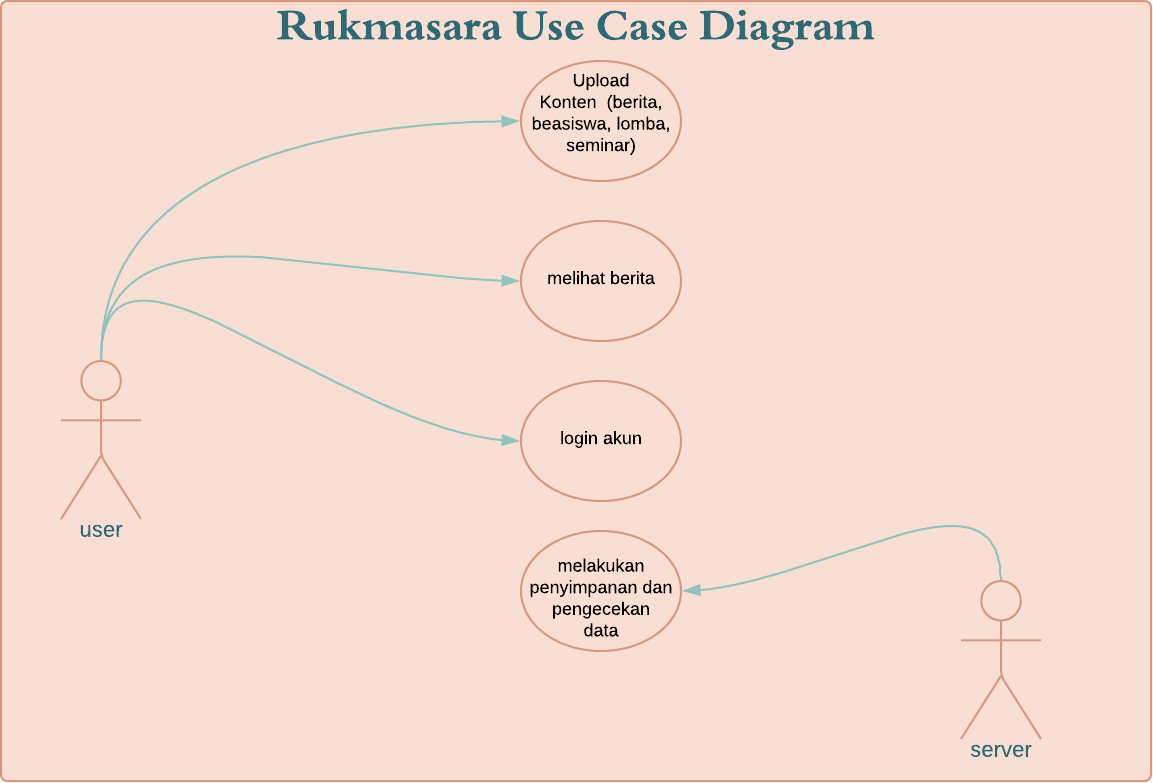 Rukmasara Use Case Diagram
Upload
Konten (berita,
beasiswa, lomba,
seminar)
melihat berita
login akun
user
melakukan
penyimpanan dan
pengecekan
data
server